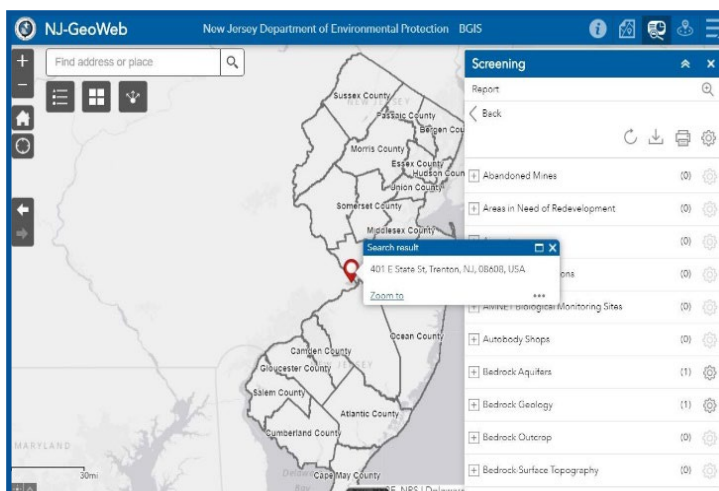 NJ-GeoWeb
New Jersey Department of Environmental Protection BGIS
Find address or place
Screening
Report
Back
Abandoned Mines (0)
Areas in Need of Redevelopment (0)
ons (0)
AMNET Biological Monitoring Sites (0)
Autobody Shops (0)
Bedrock Aquifers (1)
Bedrock Geology (1)
Bedrock Outcrop (0)
Bedrock-Surface Topography (0)
Search result
401 E State St, Trenton, NJ, 08608, USA
Zoom to
Sussex County
Passaic County
Bergen Cou
Morris County
Essex County
Hudson Coun
Union County
Somerset County
Middlesex County
Ocean County
Camden County
NEW JERSEY
Gloucester County
Salem County
Atlantic County
Cumberland County
Cape May County
MARYLAND
30mi